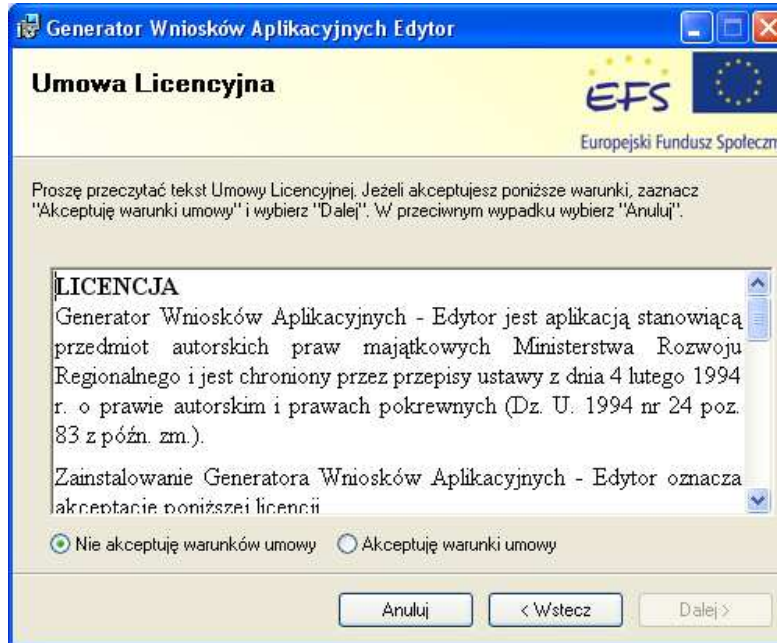 Generator Wniosków Aplikacyjnych Edytor
Umowa Licencyjna
EFS
Europejski Fundusz Społeczn
Proszę przeczytać tekst Umowy Licencyjnej. Jeżeli akceptujesz poniższe warunki, zaznacz
"Akceptuję warunki umowy" i wybierz "Dalej". W przeciwnym wypadku wybierz "Anuluj".
LICENCJA
Generator Wniosków Aplikacyjnych - Edytor jest aplikacją stanowiącą
przedmiot autorskich praw majątkowych Ministerstwa Rozwoju
Regionalnego i jest chroniony przez przepisy ustawy z dnia 4 lutego 1994
r. o prawie autorskim i prawach pokrewnych (Dz. U. 1994 nr 24 poz.
83 z późn. zm.).
Zainstalowanie Generatora Wniosków Aplikacyjnych - Edytor oznacza
akceptację poniższej licencji
Nie akceptuję warunków umowy Akceptuję warunki umowy
Anuluj < Wstecz Dalej >